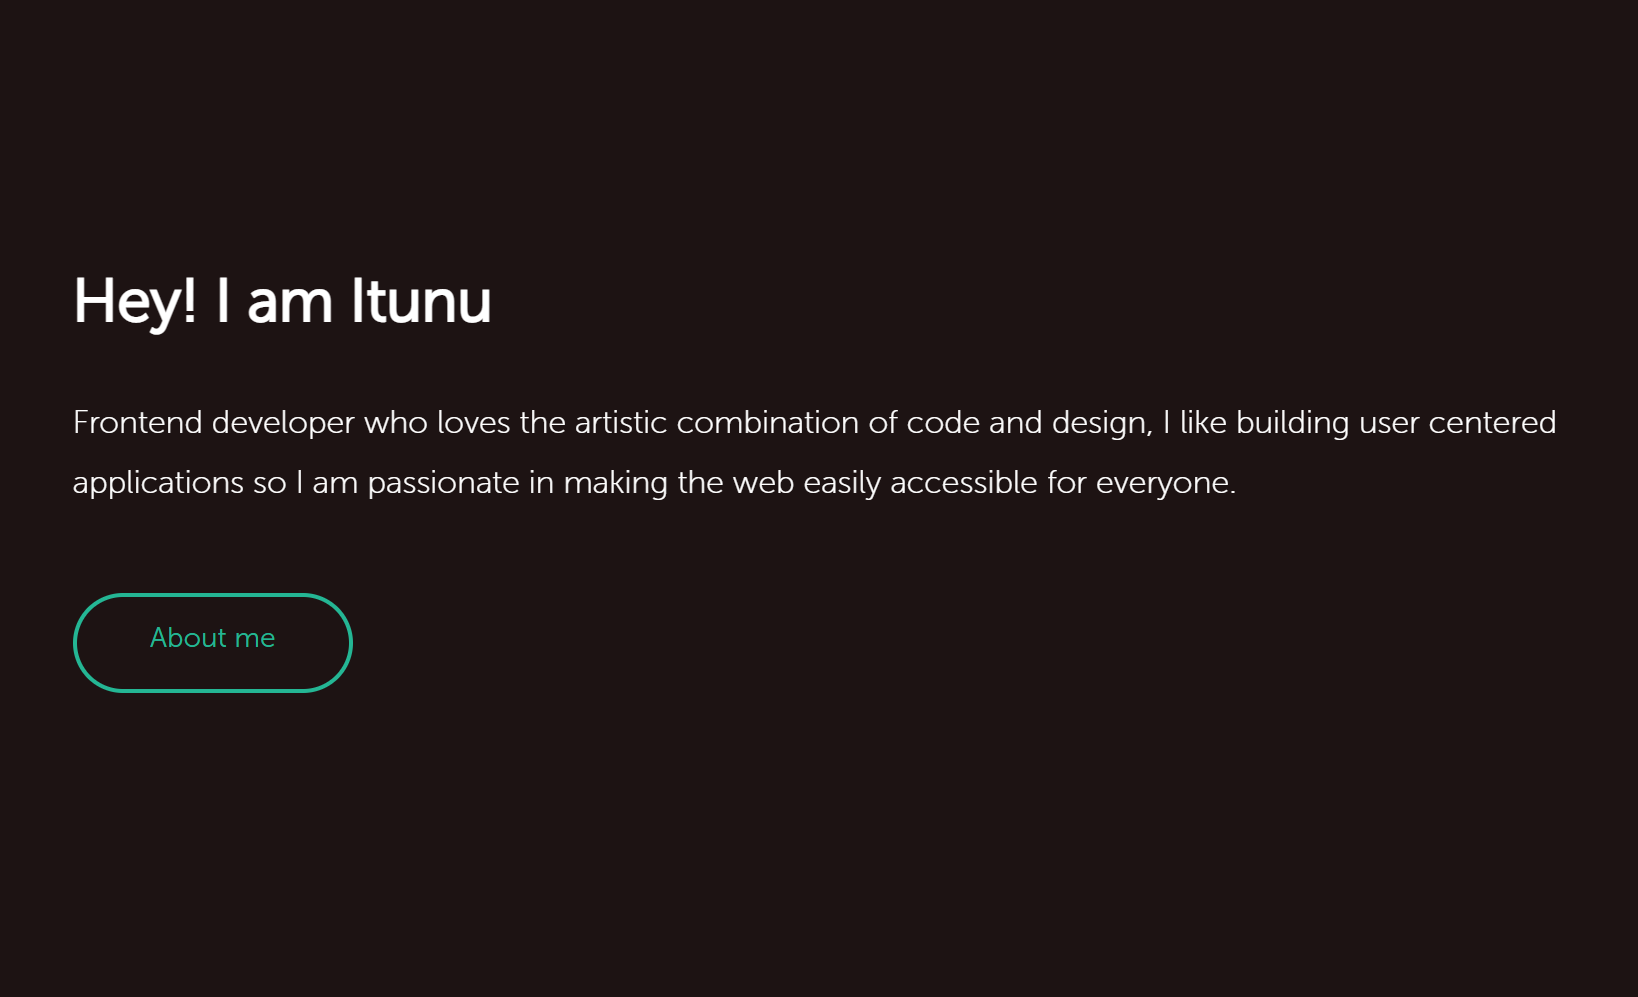 Hey! I am Itunu
Frontend developer who loves the artistic combination of code and design, I like building user centered
applications so I am passionate in making the web easily accessible for everyone.
About me